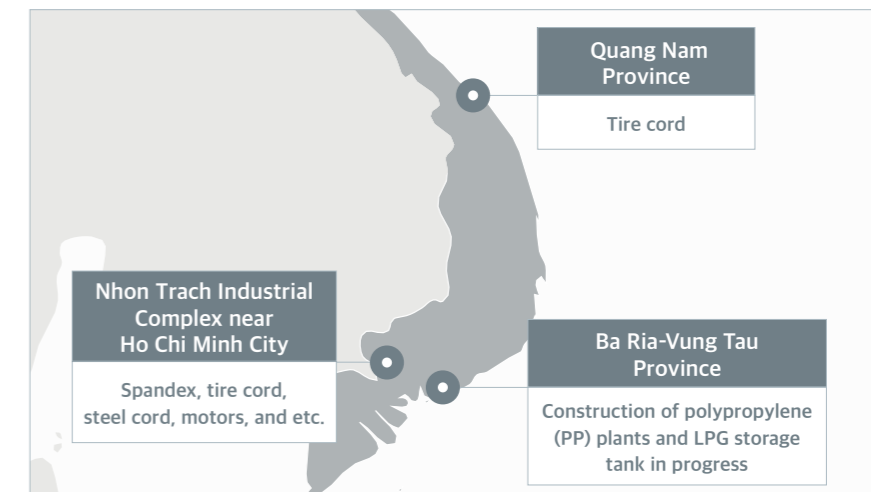 Quang Nam
Province
Tire cord
Nhon Trach Industrial
Complex near
Ho Chi Minh City
Spandex, tire cord,
steel cord, motors, and etc.
Ba Ria-Vung Tau
Province
Construction of polypropylene
(PP) plants and LPG storage
tank in progress